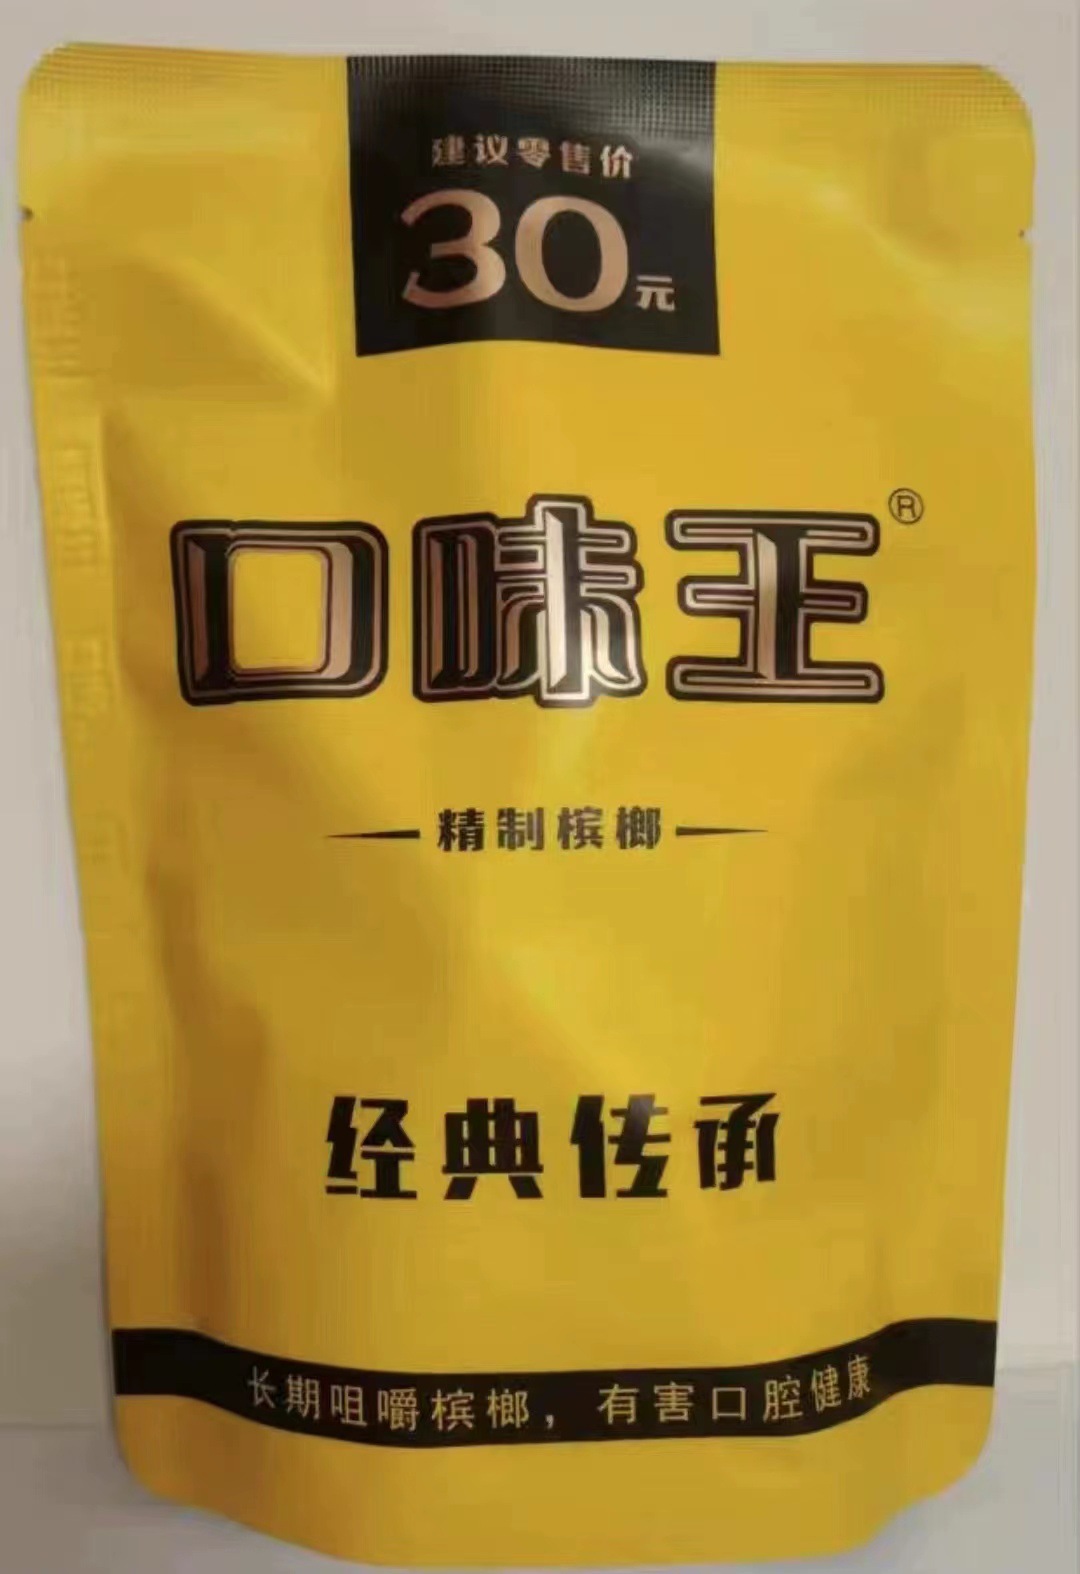 建议零售价
30元
口味王®
精制槟榔
经典传承
长期咀嚼槟榔，有害口腔健康